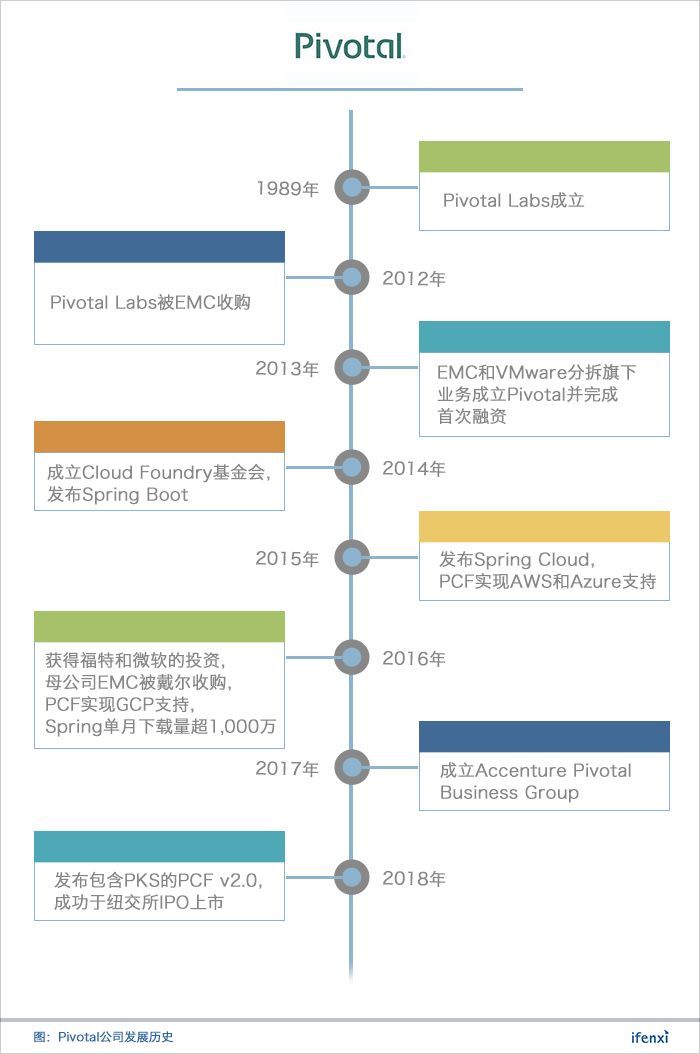 Pivotal
1989年
Pivotal Labs成立
2012年
Pivotal Labs被EMC收购
2013年
EMC和VMware分拆旗下
业务成立Pivotal并完成
首次融资
2014年
成立Cloud Foundry基金会，
发布Spring Boot
2015年
发布Spring Cloud，
PCF实现AWS和Azure支持
2016年
获得福特和微软的投资，
母公司EMC被戴尔收购，
PCF实现GCP支持，
Spring单月下载量超1,000万
2017年
成立Accenture Pivotal
Business Group
2018年
发布包含PKS的PCF v2.0，
成功于纽交所IPO上市
图：Pivotal公司发展历史
ifenxi